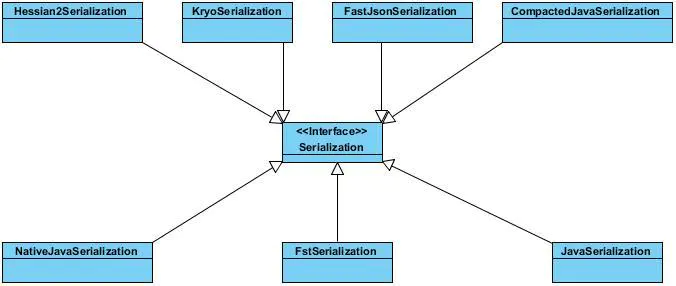 Hessian2Serialization
KryoSerialization
FastJsonSerialization
CompactedJavaSerialization
<<Interface>>
Serialization
NativeJavaSerialization
FstSerialization
JavaSerialization